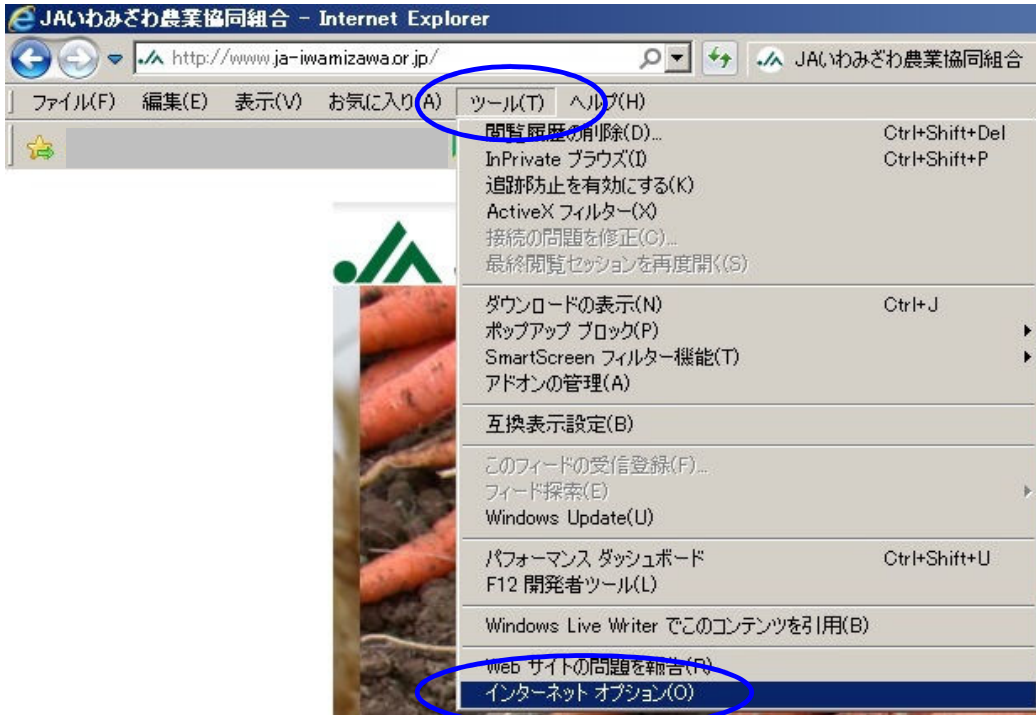 JAいわみざわ農業協同組合 - Internet Explorer
http://www.ja-iwamizawa.or.jp/ JAいわみざわ農業協同組合
ファイル(F) 編集(E) 表示(V) お気に入り(A) ツール(T) ヘルプ(H)
閲覧履歴の削除(D)... Ctrl+Shift+Del
InPrivate ブラウズ(I) Ctrl+Shift+P
追跡防止を有効にする(K)
ActiveX フィルター(X)
接続の問題を修正(C)...
最終閲覧セッションを再度開く(S)
ダウンロードの表示(N) Ctrl+J
ポップアップ ブロック(P)
SmartScreen フィルター機能(T)
アドオンの管理(A)
互換表示設定(B)
このフィードの受信登録(F)...
フィード探索(E)
Windows Update(U)
パフォーマンス ダッシュボード Ctrl+Shift+U
F12 開発者ツール(L)
Windows Live Writer でこのコンテンツを引用(B)
Web サイトの問題を報告(R)
インターネット オプション(O)